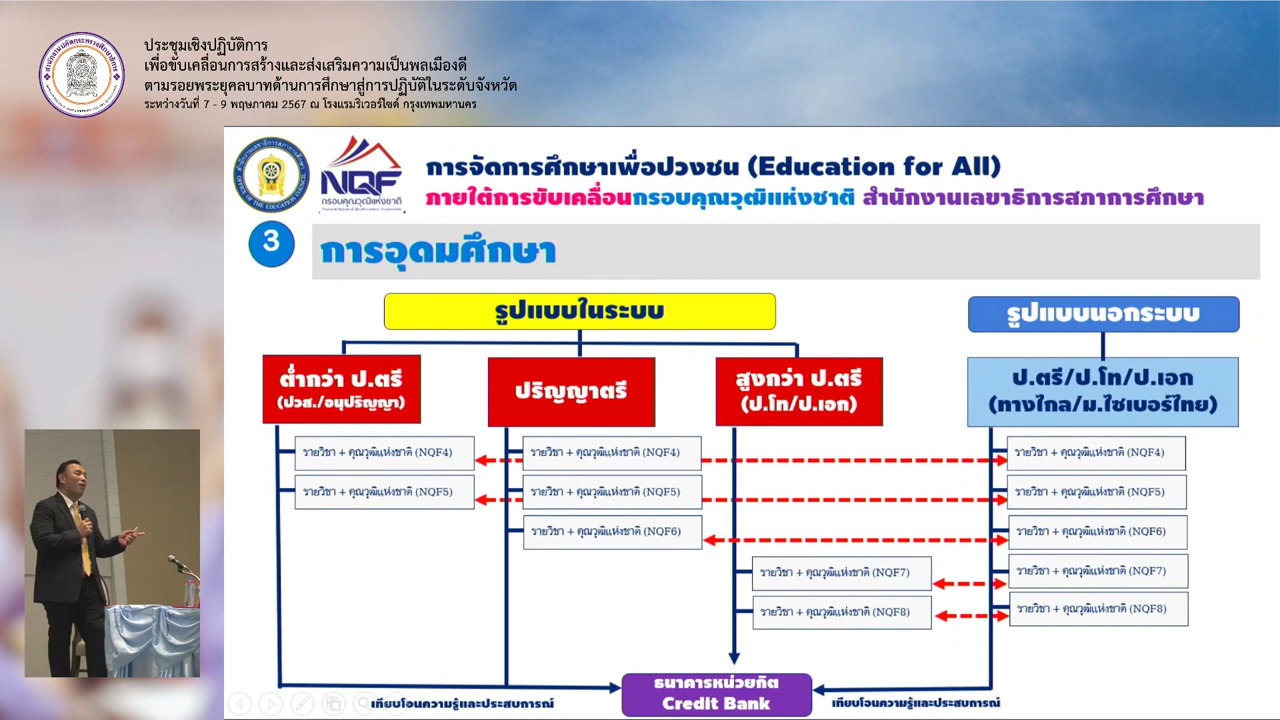 ประชุมเชิงปฏิบัติการ
เพื่อขับเคลื่อนการสร้างและส่งเสริมความเป็นพลเมืองดี
ตามรอยพระยุคลบาทด้านการศึกษาสู่การปฏิบัติในระดับจังหวัด
ระหว่างวันที่ 7 - 9 พฤษภาคม 2567 ณ โรงแรมริเวอร์ไซด์ กรุงเทพมหานคร
NQF
กรอบคุณวุฒิแห่งชาติ
การจัดการศึกษาเพื่อปวงชน (Education for All)
ภายใต้การขับเคลื่อนกรอบคุณวุฒิแห่งชาติ สำนักงานเลขาธิการสภาการศึกษา
3
การอุดมศึกษา
รูปแบบในระบบ
รูปแบบนอกระบบ
ต่ำกว่า ป.ตรี
(ปวส./อนุปริญญา)
ปริญญาตรี
สูงกว่า ป.ตรี
(ป.โท/ป.เอก)
ป.ตรี/ป.โท/ป.เอก
(ทางไกล/ม.ไซเบอร์ไทย)
รายวิชา + คุณวุฒิแห่งชาติ (NQF4)
รายวิชา + คุณวุฒิแห่งชาติ (NQF4)
รายวิชา + คุณวุฒิแห่งชาติ (NQF4)
รายวิชา + คุณวุฒิแห่งชาติ (NQF5)
รายวิชา + คุณวุฒิแห่งชาติ (NQF5)
รายวิชา + คุณวุฒิแห่งชาติ (NQF5)
รายวิชา + คุณวุฒิแห่งชาติ (NQF6)
รายวิชา + คุณวุฒิแห่งชาติ (NQF6)
รายวิชา + คุณวุฒิแห่งชาติ (NQF7)
รายวิชา + คุณวุฒิแห่งชาติ (NQF7)
รายวิชา + คุณวุฒิแห่งชาติ (NQF8)
รายวิชา + คุณวุฒิแห่งชาติ (NQF8)
ธนาคารหน่วยกิต
Credit Bank
เทียบโอนความรู้และประสบการณ์
เทียบโอนความรู้และประสบการณ์